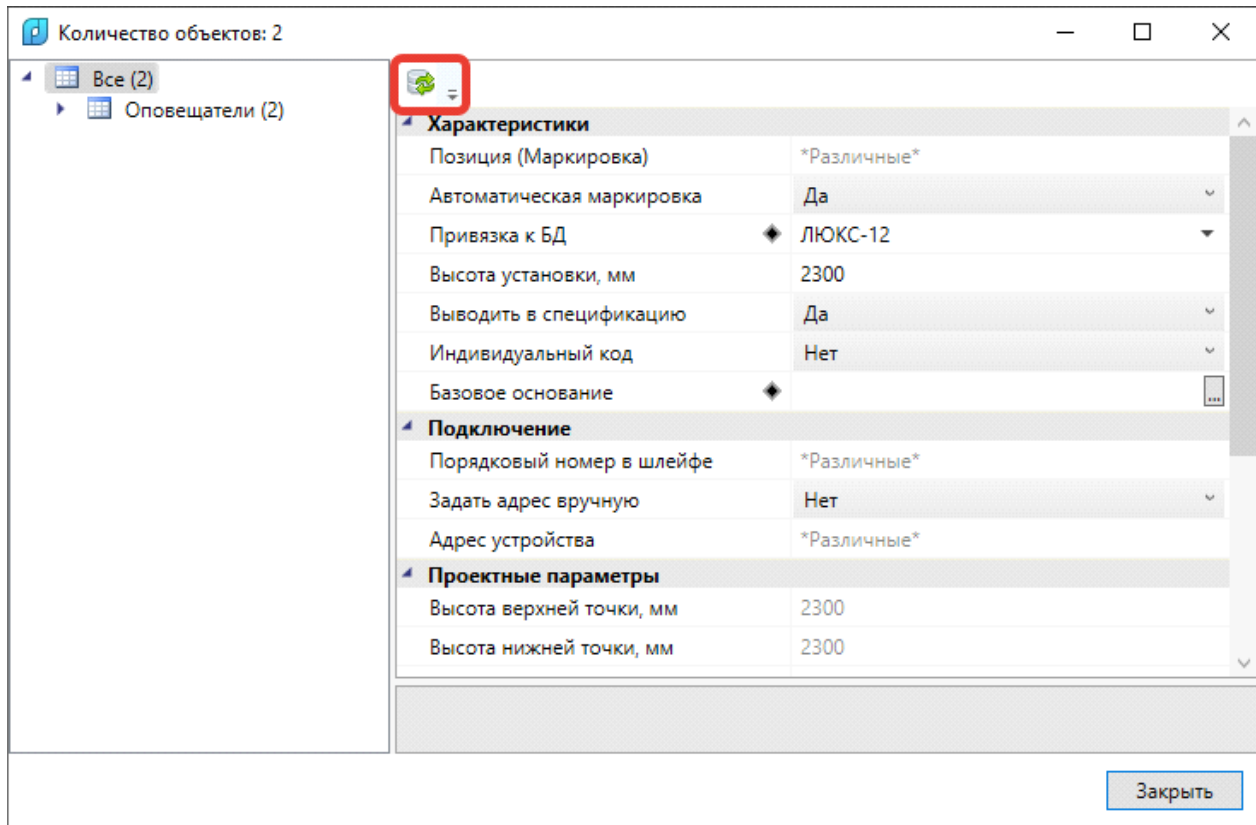 Количество объектов: 2
Все (2)
Оповещатели (2)
Характеристики
Позиция (Маркировка) *Различные*
Автоматическая маркировка Да
Привязка к БД ЛЮКС-12
Высота установки, мм 2300
Выводить в спецификацию Да
Индивидуальный код Нет
Базовое основание ...
Подключение
Порядковый номер в шлейфе *Различные*
Задать адрес вручную Нет
Адрес устройства *Различные*
Проектные параметры
Высота верхней точки, мм 2300
Высота нижней точки, мм 2300
Закрыть